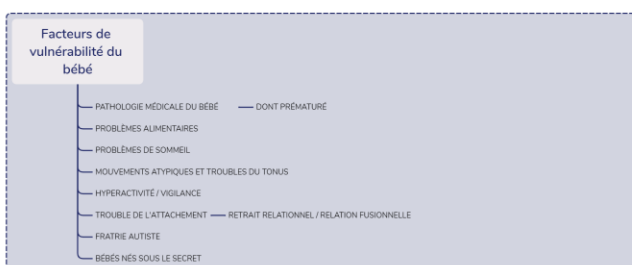 Facteurs de
vulnérabilité du
bébé
PATHOLOGIE MÉDICALE DU BÉBÉ DONT PRÉMATURÉ
PROBLÈMES ALIMENTAIRES
PROBLÈMES DE SOMMEIL
MOUVEMENTS ATYPIQUES ET TROUBLES DU TONUS
HYPERACTIVITÉ / VIGILANCE
TROUBLE DE L'ATTACHEMENT RETRAIT RELATIONNEL / RELATION FUSIONNELLE
FRATRIE AUTISTE
BÉBÉS NÉS SOUS LE SECRET